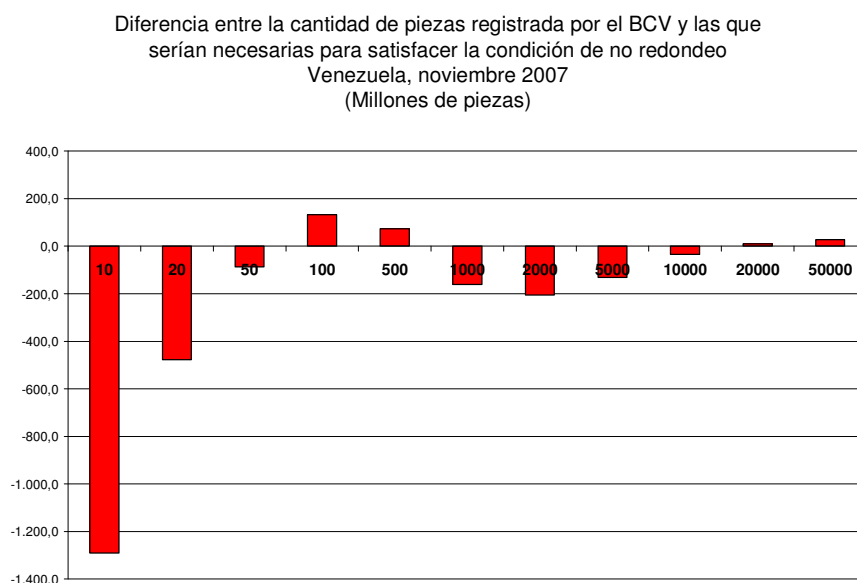 Diferencia entre la cantidad de piezas registrada por el BCV y las que
serían necesarias para satisfacer la condición de no redondeo
Venezuela, noviembre 2007
(Millones de piezas)
400,0
200,0
0,0
10 20 50 100 500 1000 2000 5000 10000 20000 50000
-200,0
-400,0
-600,0
-800,0
-1.000,0
-1.200,0
-1.400,0